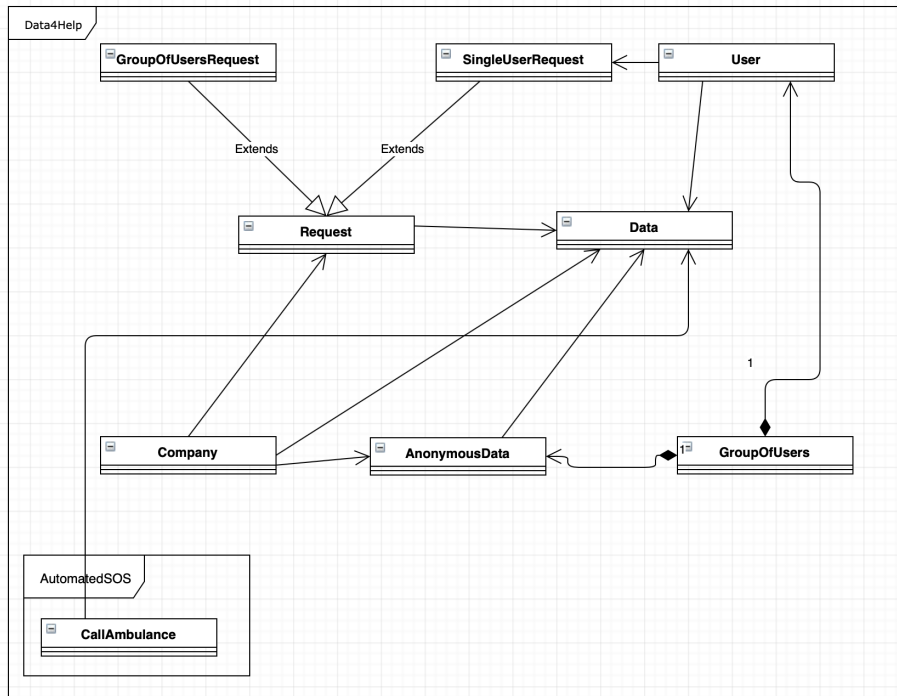 Data4Help
GroupOfUsersRequest
SingleUserRequest
User
Extends
Extends
Request
Data
1
Company
AnonymousData
1
GroupOfUsers
AutomatedSOS
CallAmbulance